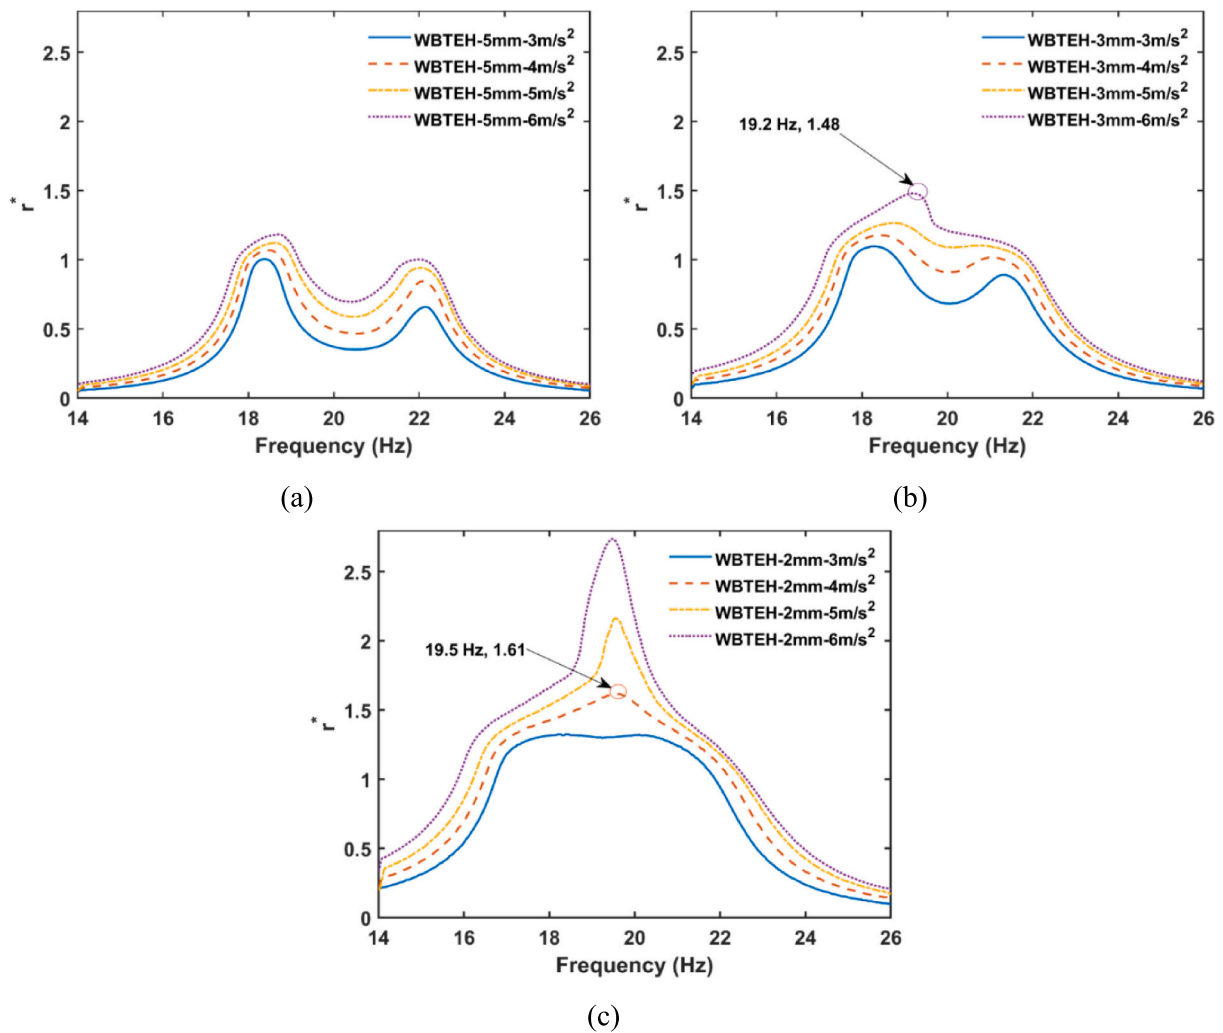 2.5
2
1.5
1
0.5
0
r*
WBTEH-5mm-3m/s²
WBTEH-5mm-4m/s²
WBTEH-5mm-5m/s²
WBTEH-5mm-6m/s²
14 16 18 20 22 24 26
Frequency (Hz)
(a)
2.5
2
1.5
1
0.5
0
r*
WBTEH-3mm-3m/s²
WBTEH-3mm-4m/s²
WBTEH-3mm-5m/s²
WBTEH-3mm-6m/s²
19.2 Hz, 1.48
14 16 18 20 22 24 26
Frequency (Hz)
(b)
2.5
2
1.5
1
0.5
0
r*
WBTEH-2mm-3m/s²
WBTEH-2mm-4m/s²
WBTEH-2mm-5m/s²
WBTEH-2mm-6m/s²
19.5 Hz, 1.61
14 16 18 20 22 24 26
Frequency (Hz)
(c)